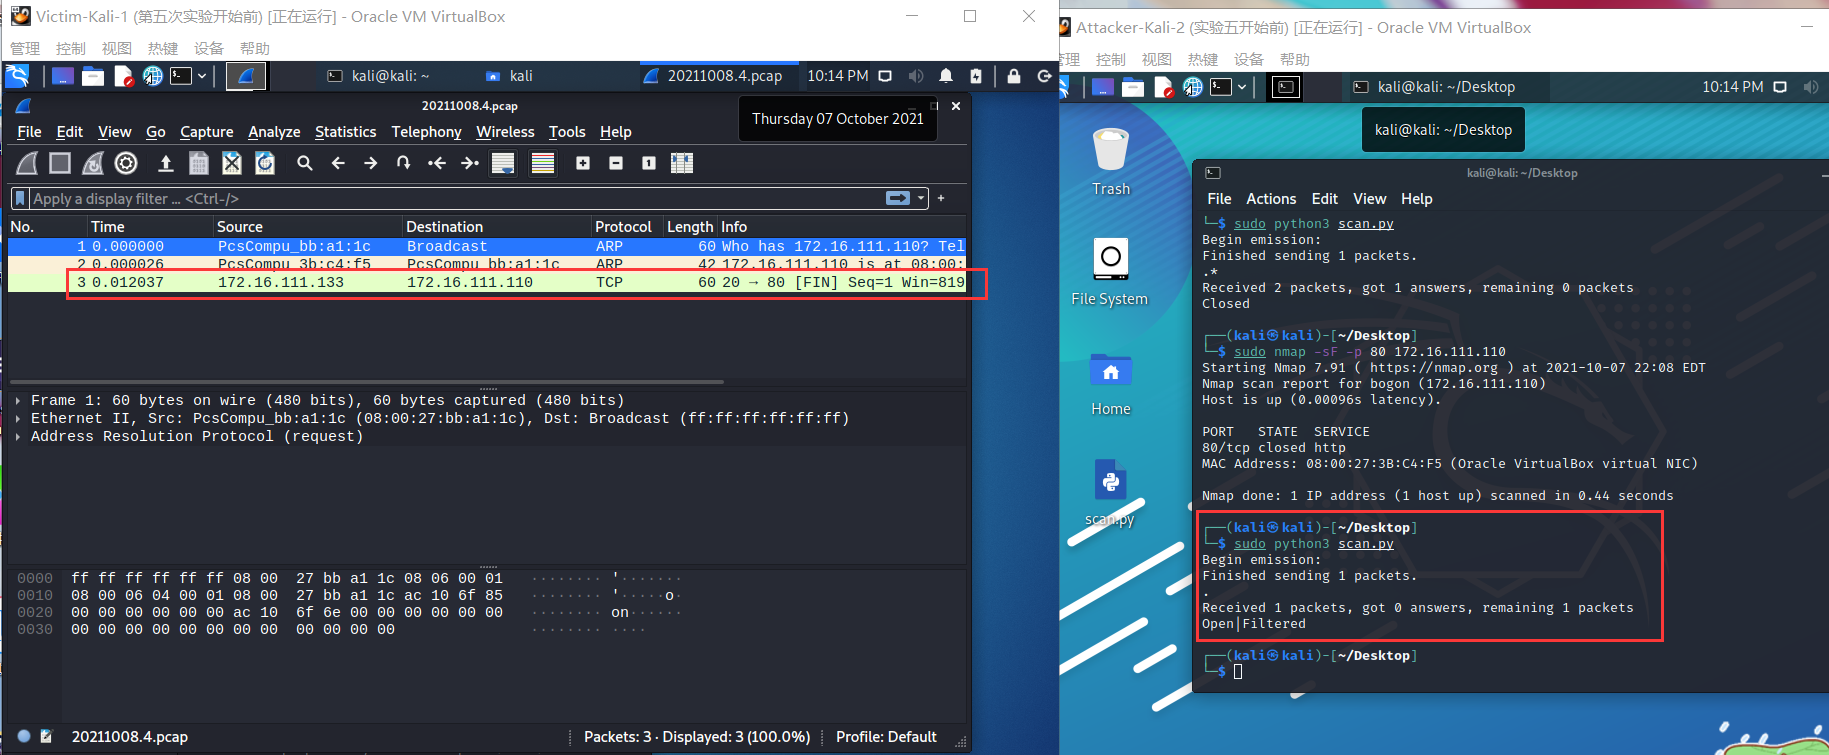 Victim-Kali-1 (第五次实验开始前) [正在运行] - Oracle VM VirtualBox
管理 控制 视图 热键 设备 帮助
kali@kali: ~ kali 20211008.4.pcap 10:14 PM
20211008.4.pcap
Thursday 07 October 2021
File Edit View Go Capture Analyze Statistics Telephony Wireless Tools Help
Apply a display filter ... <Ctrl-/>
No. Time Source Destination Protocol Length Info
1 0.000000 PcsCompu_bb:a1:1c Broadcast ARP 60 Who has 172.16.111.110? Tel
2 0.000026 PcsCompu_3b:c4:f5 PcsCompu_bb:a1:1c ARP 42 172.16.111.110 is at 08:00:
3 0.012037 172.16.111.133 172.16.111.110 TCP 60 20 → 80 [FIN] Seq=1 Win=819
Frame 1: 60 bytes on wire (480 bits), 60 bytes captured (480 bits)
Ethernet II, Src: PcsCompu_bb:a1:1c (08:00:27:bb:a1:1c), Dst: Broadcast (ff:ff:ff:ff:ff:ff)
Address Resolution Protocol (request)
0000 ff ff ff ff ff ff 08 00 27 bb a1 1c 08 06 00 01 ········ '·······
0010 08 00 06 04 00 01 08 00 27 bb a1 1c ac 10 6f 85 ········ '·····o·
0020 00 00 00 00 00 00 ac 10 6f 6e 00 00 00 00 00 00 ········ on······
0030 00 00 00 00 00 00 00 00 00 00 00 00 ········ ····
20211008.4.pcap Packets: 3 · Displayed: 3 (100.0%) Profile: Default
Attacker-Kali-2 (实验五开始前) [正在运行] - Oracle VM VirtualBox
管理 控制 视图 热键 设备 帮助
kali@kali: ~/Desktop 10:14 PM
kali@kali: ~/Desktop
Trash
File System
Home
scan.py
kali@kali: ~/Desktop
File Actions Edit View Help
└─$ sudo python3 scan.py
Begin emission:
Finished sending 1 packets.
.*
Received 2 packets, got 1 answers, remaining 0 packets
Closed
┌──(kali㉿kali)-[~/Desktop]
└─$ sudo nmap -sF -p 80 172.16.111.110
Starting Nmap 7.91 ( https://nmap.org ) at 2021-10-07 22:08 EDT
Nmap scan report for bogon (172.16.111.110)
Host is up (0.00096s latency).
PORT STATE SERVICE
80/tcp closed http
MAC Address: 08:00:27:3B:C4:F5 (Oracle VirtualBox virtual NIC)
Nmap done: 1 IP address (1 host up) scanned in 0.44 seconds
┌──(kali㉿kali)-[~/Desktop]
└─$ sudo python3 scan.py
Begin emission:
Finished sending 1 packets.
.
Received 1 packets, got 0 answers, remaining 1 packets
Open|Filtered
┌──(kali㉿kali)-[~/Desktop]
└─$